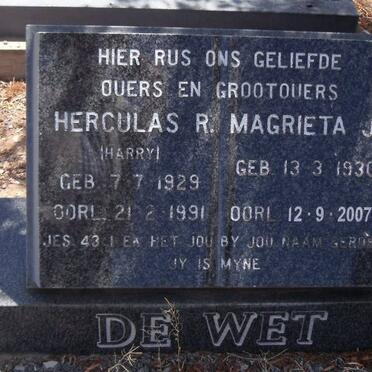 HIER RUS ONS GELIEFDE
OUERS EN GROOTOUERS
HERCULAS R. MAGRIETA J
(HARRY)
GEB. 7·7·1929 GEB. 13·3·1930
OORL. 21·2·1991 OORL. 12·9·2007
JES 43:1 EK HET JOU BY JOU NAAM GEROE
JY IS MYNE
DE WET